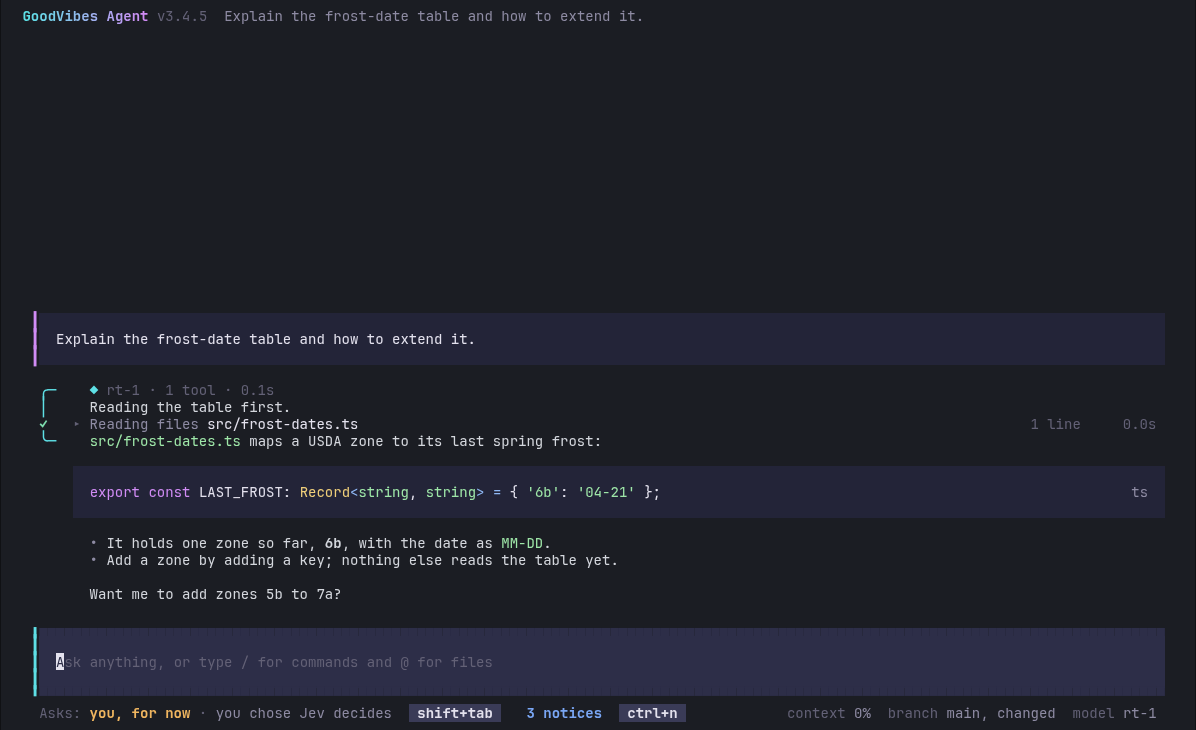 GoodVibes Agent v3.4.5  Explain the frost-date table and how to extend it.
Explain the frost-date table and how to extend it.
◆ rt-1 · 1 tool · 0.1s
Reading the table first.
✓ ▸ Reading files src/frost-dates.ts 1 line 0.0s
src/frost-dates.ts maps a USDA zone to its last spring frost:
export const LAST_FROST: Record<string, string> = { '6b': '04-21' }; ts
• It holds one zone so far, 6b, with the date as MM-DD.
• Add a zone by adding a key; nothing else reads the table yet.
Want me to add zones 5b to 7a?
Ask anything, or type / for commands and @ for files
Asks: you, for now · you chose Jev decides shift+tab 3 notices ctrl+n context 0% branch main, changed model rt-1